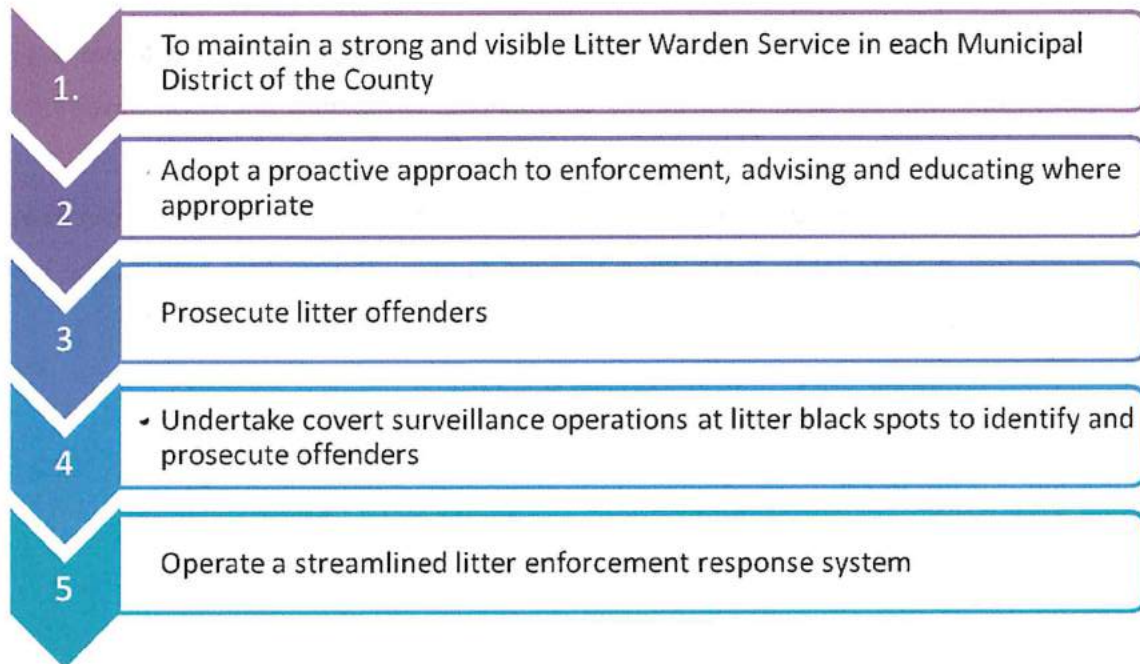 1.
To maintain a strong and visible Litter Warden Service in each Municipal
District of the County
2
Adopt a proactive approach to enforcement, advising and educating where
appropriate
3
Prosecute litter offenders
4
Undertake covert surveillance operations at litter black spots to identify and
prosecute offenders
5
Operate a streamlined litter enforcement response system